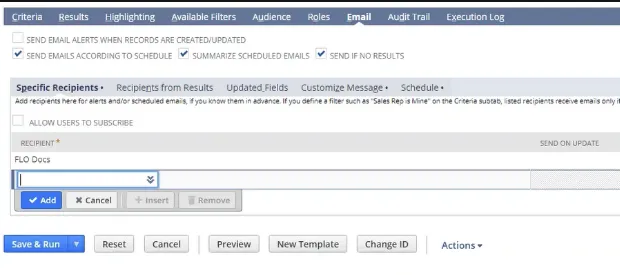 Criteria Results Highlighting Available Filters Audience Roles Email Audit Trail Execution Log
SEND EMAIL ALERTS WHEN RECORDS ARE CREATED/UPDATED
SEND EMAILS ACCORDING TO SCHEDULE SUMMARIZE SCHEDULED EMAILS SEND IF NO RESULTS
Specific Recipients • Recipients from Results Updated Fields Customize Message • Schedule •
Add recipients here for alerts and/or scheduled emails, if you know them in advance. If you define a filter such as "Sales Rep is Mine" on the Criteria subtab, listed recipients receive emails only
ALLOW USERS TO SUBSCRIBE
RECIPIENT * SEND ON UPDATE
FLO Docs
Add Cancel Insert Remove
Save & Run Reset Cancel Preview New Template Change ID Actions